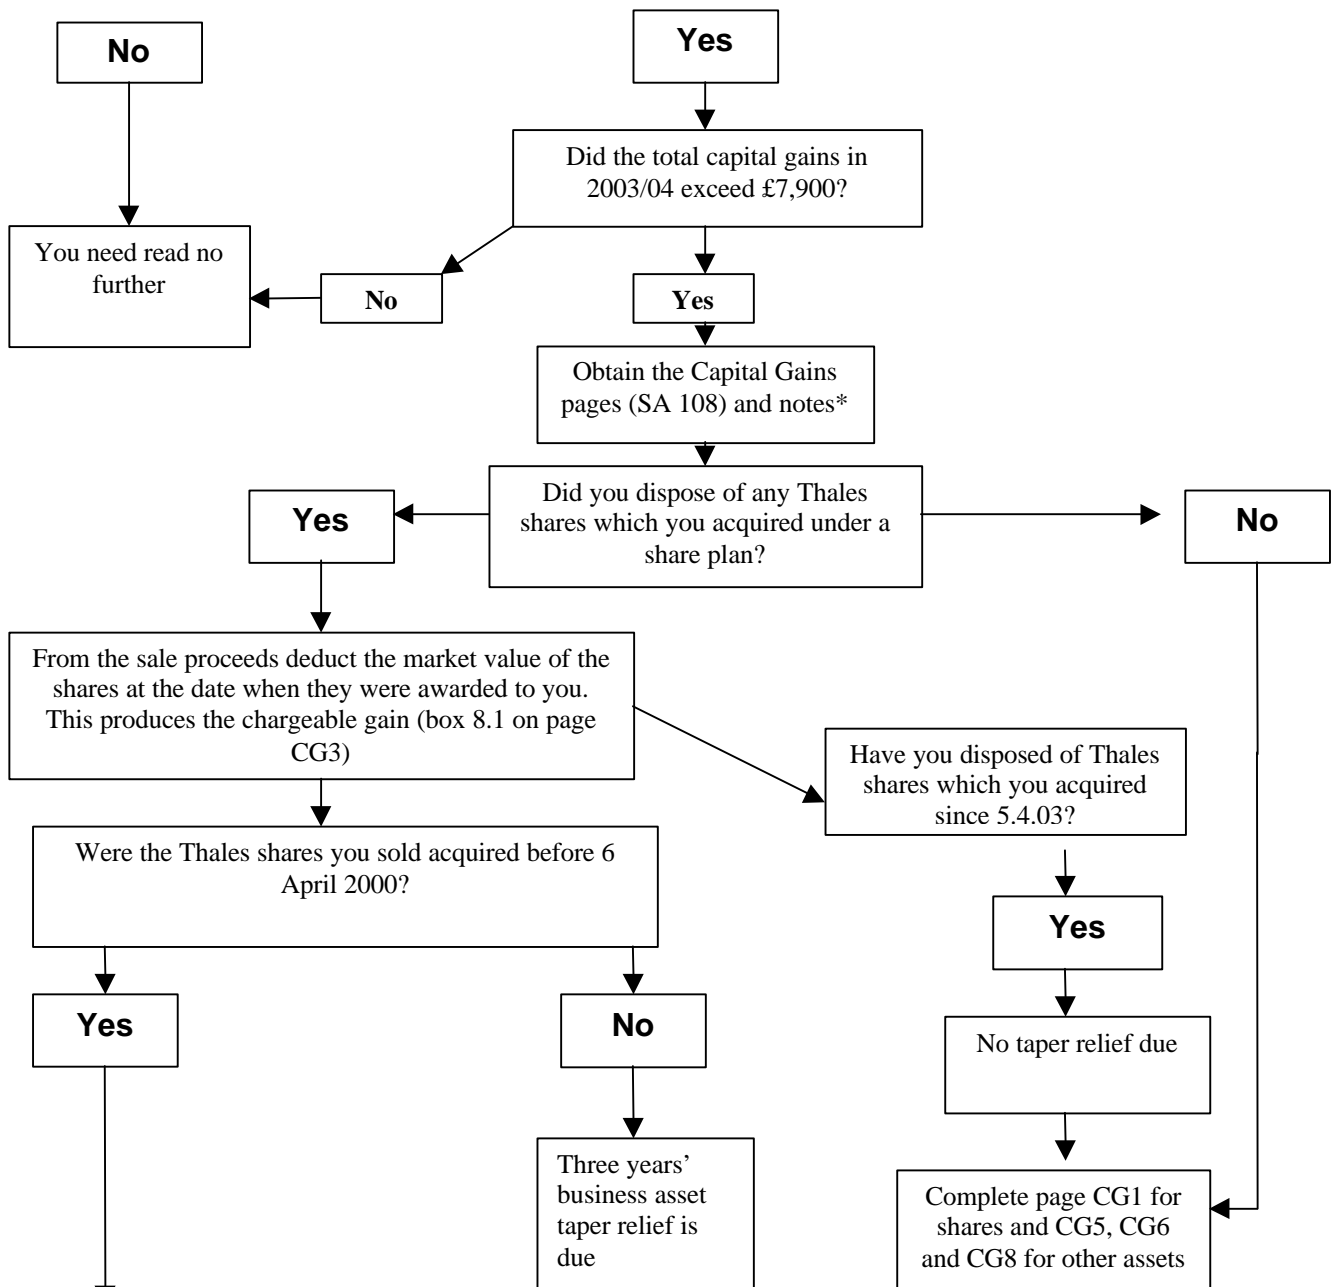 No
Yes
Did the total capital gains in
2003/04 exceed £7,900?
You need read no
further
No
Yes
Obtain the Capital Gains
pages (SA 108) and notes*
Did you dispose of any Thales
shares which you acquired under a
share plan?
Yes
No
From the sale proceeds deduct the market value of the
shares at the date when they were awarded to you.
This produces the chargeable gain (box 8.1 on page
CG3)
Have you disposed of Thales
shares which you acquired
since 5.4.03?
Were the Thales shares you sold acquired before 6
April 2000?
Yes
Yes
No
No taper relief due
Three years’
business asset
taper relief is
due
Complete page CG1 for
shares and CG5, CG6
and CG8 for other assets